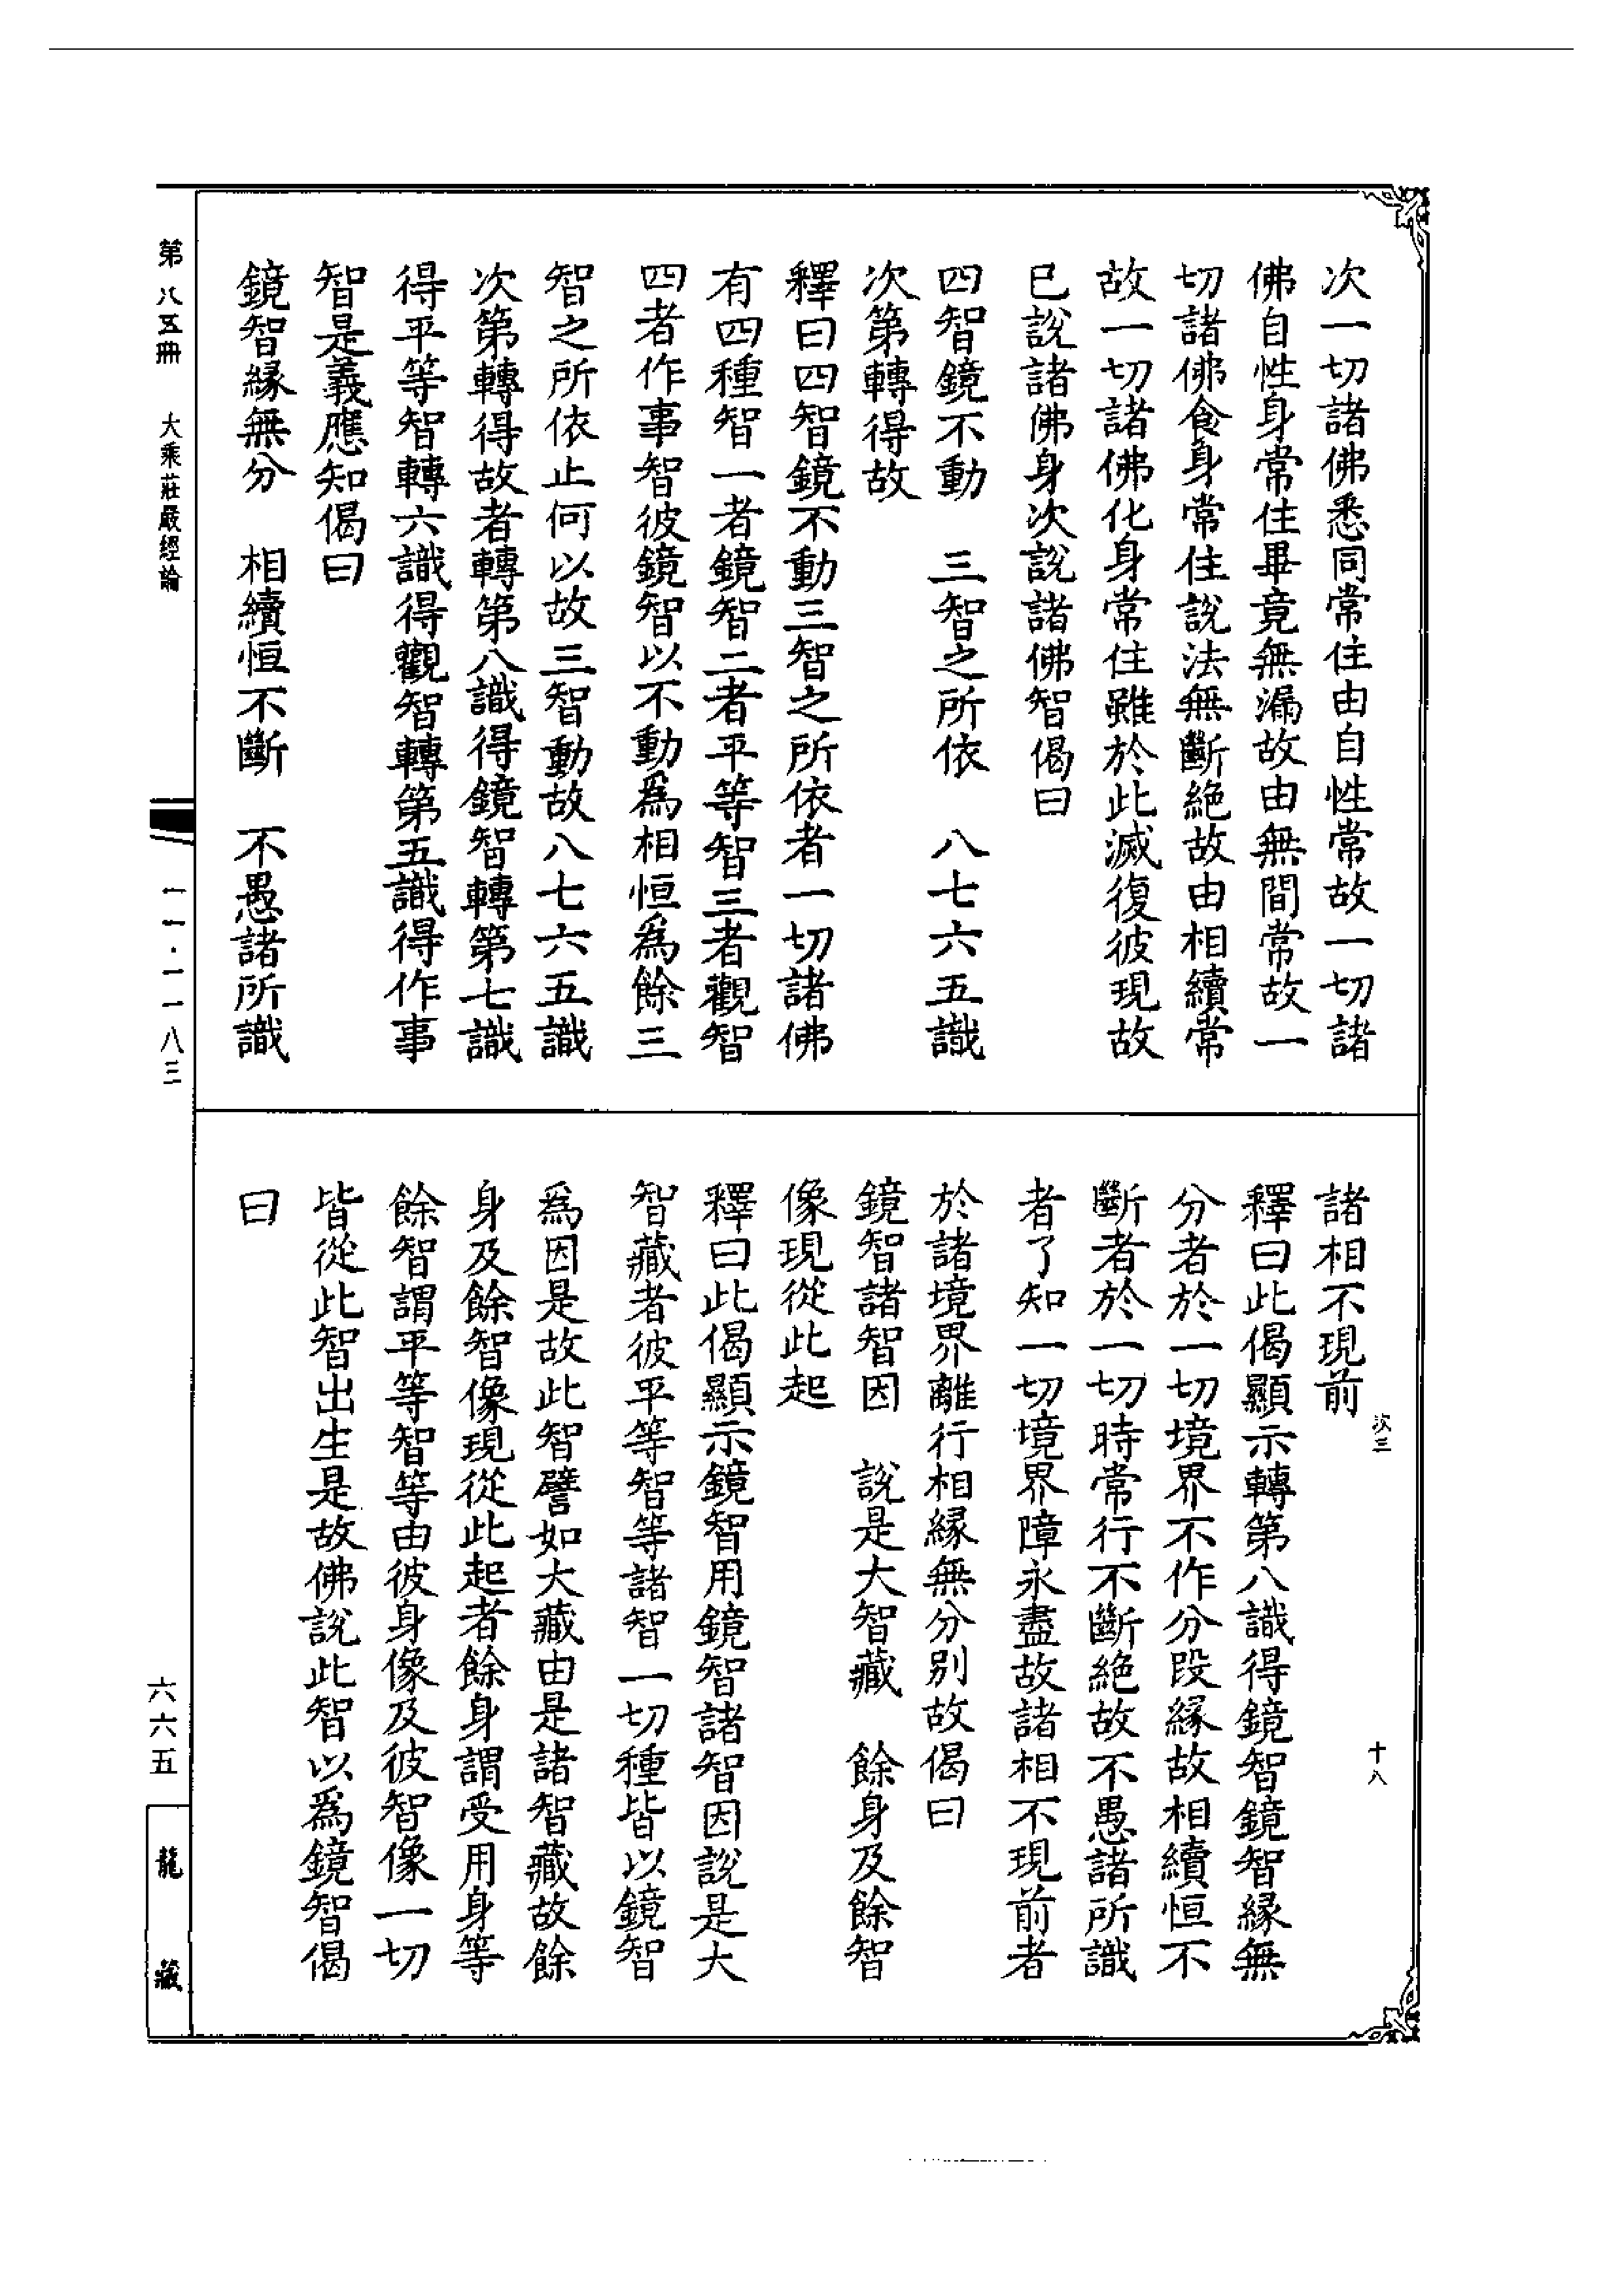 次一切諸佛悉同常住由自性常故一切諸
佛自性身常住畢竟無漏故由無間常故一
切諸佛食身常住說法無斷絕故由相續常
故一切諸佛化身常住雖於此滅復彼現故
已說諸佛身次說諸佛智偈曰
四智鏡不動　三智之所依　八七六五識
次第轉得故
釋曰四智鏡不動三智之所依者一切諸佛
有四種智一者鏡智二者平等智三者觀智
四者作事智彼鏡智以不動爲相恒爲餘三
智之所依止何以故三智動故八七六五識
次第轉得故者轉第八識得鏡智轉第七識
得平等智轉六識得觀智轉第五識得作事
智是義應知偈曰
鏡智緣無分　相續恒不斷　不愚諸所識
諸相不現前
釋曰此偈顯示轉第八識得鏡智鏡智緣無
分者於一切境界不作分段緣故相續恒不
斷者於一切時常行不斷絕故不愚諸所識
者了知一切境界障永盡故諸相不現前者
於諸境界離行相緣無分別故偈曰
鏡智諸智因　說是大智藏　餘身及餘智
像現從此起
釋曰此偈顯示鏡智用鏡智諸智因說是大
智藏者彼平等智智等諸智一切種皆以鏡智
爲因是故此智譬如大藏由是諸智藏故餘
身及餘智像現從此起者餘身謂受用身等
餘智謂平等智等由彼身像及彼智像一切
皆從此智出生是故佛說此智以爲鏡智偈
曰
次三
十八
第八五冊　大乘莊嚴經論
一一·一一八三
六六五
龍藏